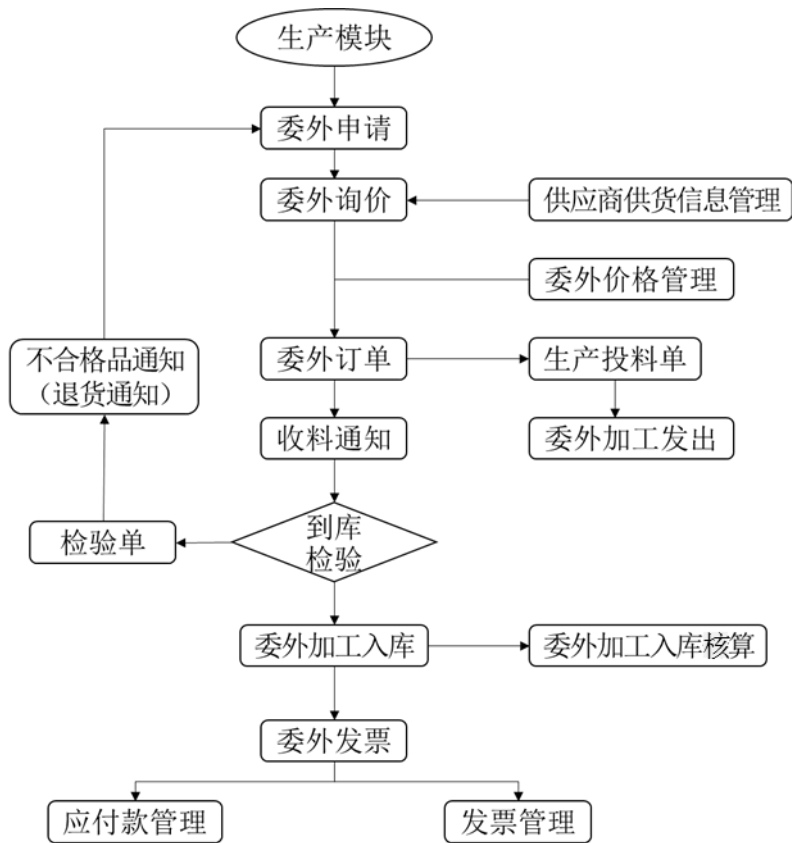 生产模块
委外申请
委外询价
供应商供货信息管理
委外价格管理
不合格品通知
（退货通知）
委外订单
生产投料单
收料通知
委外加工发出
检验单
到库
检验
委外加工入库
委外加工入库核算
委外发票
应付款管理
发票管理